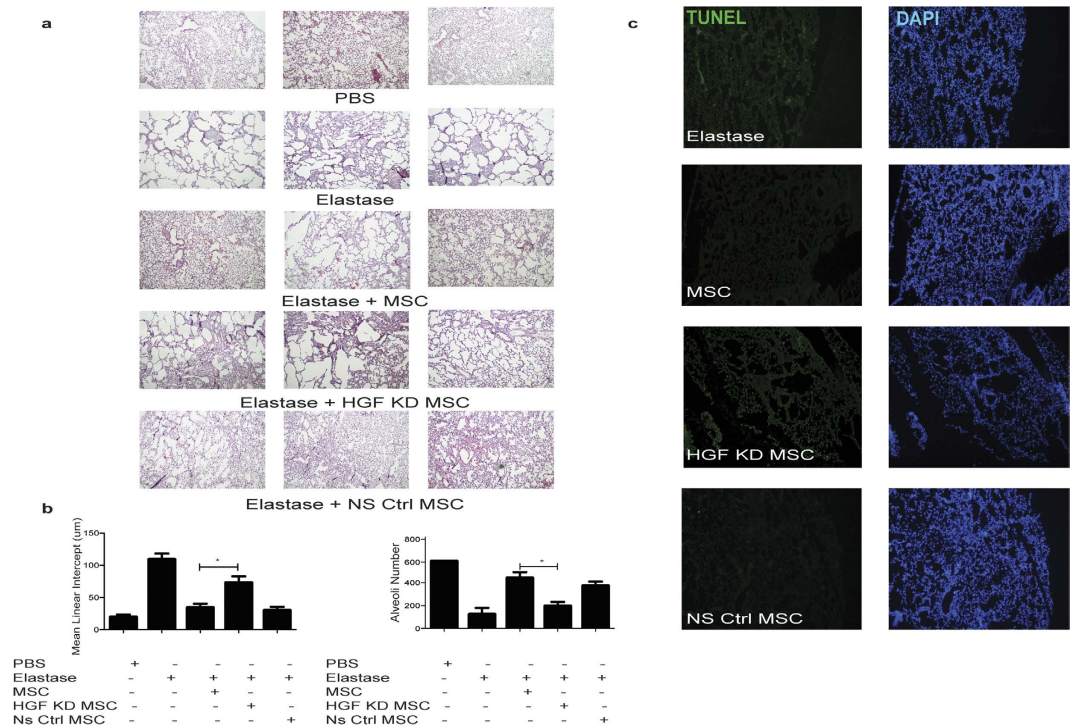 a
PBS
Elastase
Elastase + MSC
Elastase + HGF KD MSC
Elastase + NS Ctrl MSC
b
Mean Linear Intercept (um)
150
100
50
0
*
PBS + - - - -
Elastase - + + + +
MSC - - + - -
HGF KD MSC - - - + -
Ns Ctrl MSC - - - - +
Alveoli Number
800
600
400
200
0
*
PBS + - - - -
Elastase - + + + +
MSC - - + - -
HGF KD MSC - - - + -
Ns Ctrl MSC - - - - +
c
TUNEL DAPI
Elastase
MSC
HGF KD MSC
NS Ctrl MSC